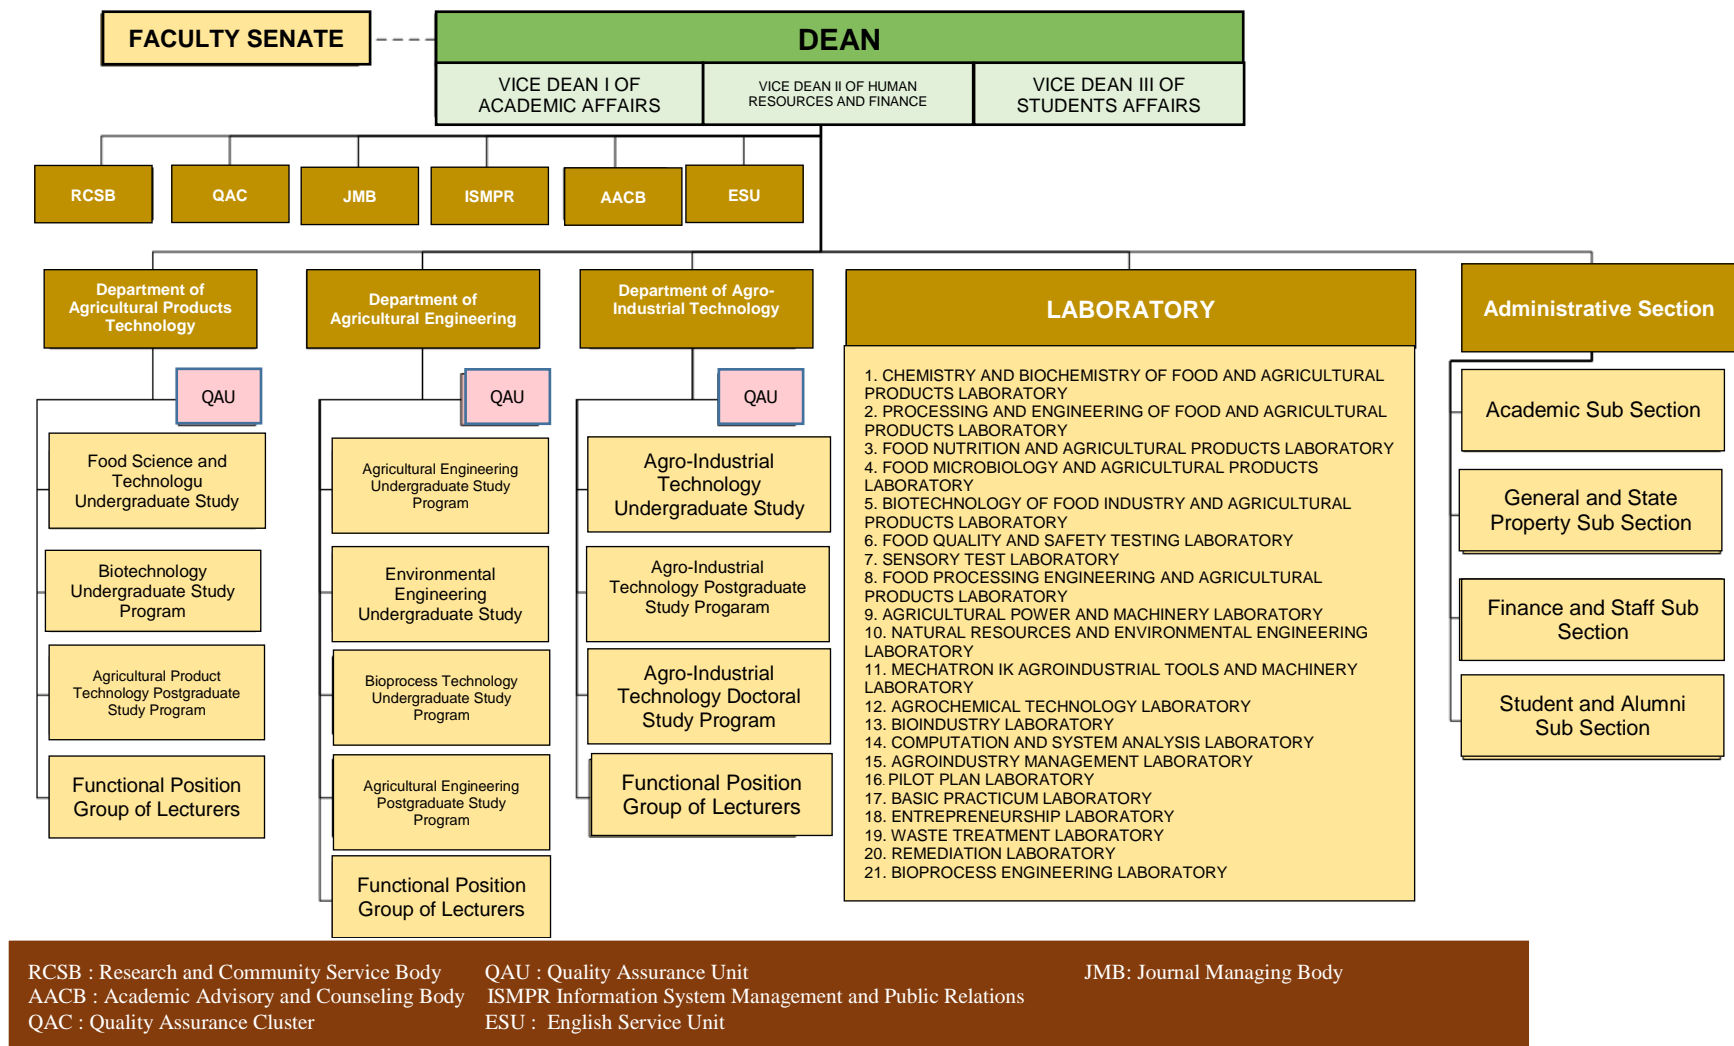 FACULTY SENATE
DEAN
VICE DEAN I OF
ACADEMIC AFFAIRS
VICE DEAN II OF HUMAN
RESOURCES AND FINANCE
VICE DEAN III OF
STUDENTS AFFAIRS
RCSB
QAC
JMB
ISMPR
AACB
ESU
Department of
Agricultural Products
Technology
QAU
Food Science and
Technologu
Undergraduate Study
Biotechnology
Undergraduate Study
Program
Agricultural Product
Technology Postgraduate
Study Program
Functional Position
Group of Lecturers
Department of
Agricultural Engineering
QAU
Agricultural Engineering
Undergraduate Study
Program
Environmental
Engineering
Undergraduate Study
Bioprocess Technology
Undergraduate Study
Program
Agricultural Engineering
Postgraduate Study
Program
Functional Position
Group of Lecturers
Department of Agro-
Industrial Technology
QAU
Agro-Industrial
Technology
Undergraduate Study
Agro-Industrial
Technology Postgraduate
Study Progaram
Agro-Industrial
Technology Doctoral
Study Program
Functional Position
Group of Lecturers
LABORATORY
1. CHEMISTRY AND BIOCHEMISTRY OF FOOD AND AGRICULTURAL
PRODUCTS LABORATORY
2. PROCESSING AND ENGINEERING OF FOOD AND AGRICULTURAL
PRODUCTS LABORATORY
3. FOOD NUTRITION AND AGRICULTURAL PRODUCTS LABORATORY
4. FOOD MICROBIOLOGY AND AGRICULTURAL PRODUCTS
LABORATORY
5. BIOTECHNOLOGY OF FOOD INDUSTRY AND AGRICULTURAL
PRODUCTS LABORATORY
6. FOOD QUALITY AND SAFETY TESTING LABORATORY
7. SENSORY TEST LABORATORY
8. FOOD PROCESSING ENGINEERING AND AGRICULTURAL
PRODUCTS LABORATORY
9. AGRICULTURAL POWER AND MACHINERY LABORATORY
10. NATURAL RESOURCES AND ENVIRONMENTAL ENGINEERING
LABORATORY
11. MECHATRON IK AGROINDUSTRIAL TOOLS AND MACHINERY
LABORATORY
12. AGROCHEMICAL TECHNOLOGY LABORATORY
13. BIOINDUSTRY LABORATORY
14. COMPUTATION AND SYSTEM ANALYSIS LABORATORY
15. AGROINDUSTRY MANAGEMENT LABORATORY
16. PILOT PLAN LABORATORY
17. BASIC PRACTICUM LABORATORY
18. ENTREPRENEURSHIP LABORATORY
19. WASTE TREATMENT LABORATORY
20. REMEDIATION LABORATORY
21. BIOPROCESS ENGINEERING LABORATORY
Administrative Section
Academic Sub Section
General and State
Property Sub Section
Finance and Staff Sub
Section
Student and Alumni
Sub Section
RCSB : Research and Community Service Body QAU : Quality Assurance Unit JMB: Journal Managing Body
AACB : Academic Advisory and Counseling Body ISMPR Information System Management and Public Relations
QAC : Quality Assurance Cluster ESU : English Service Unit